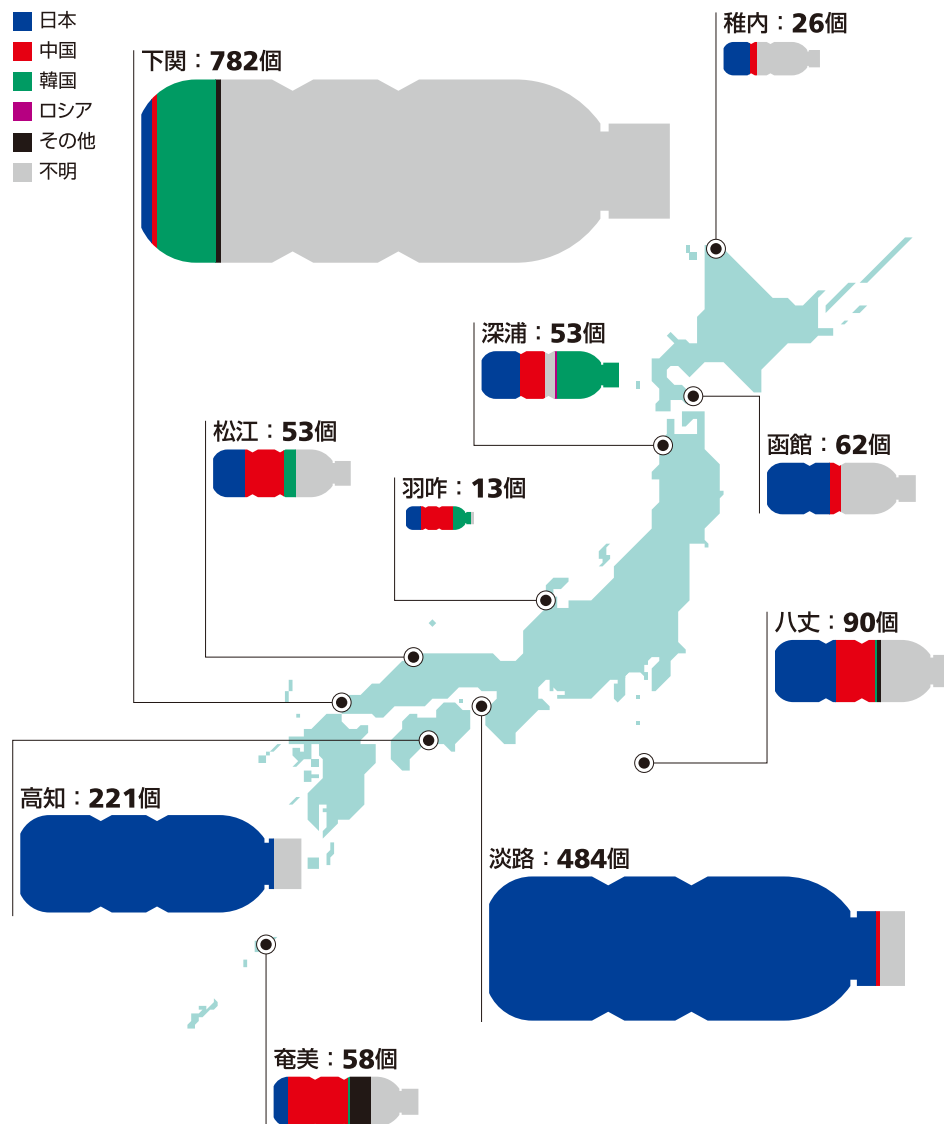 日本
中国
韓国
ロシア
その他
不明
稚内：26個
下関：782個
深浦：53個
松江：53個
函館：62個
羽咋：13個
八丈：90個
高知：221個
淡路：484個
奄美：58個